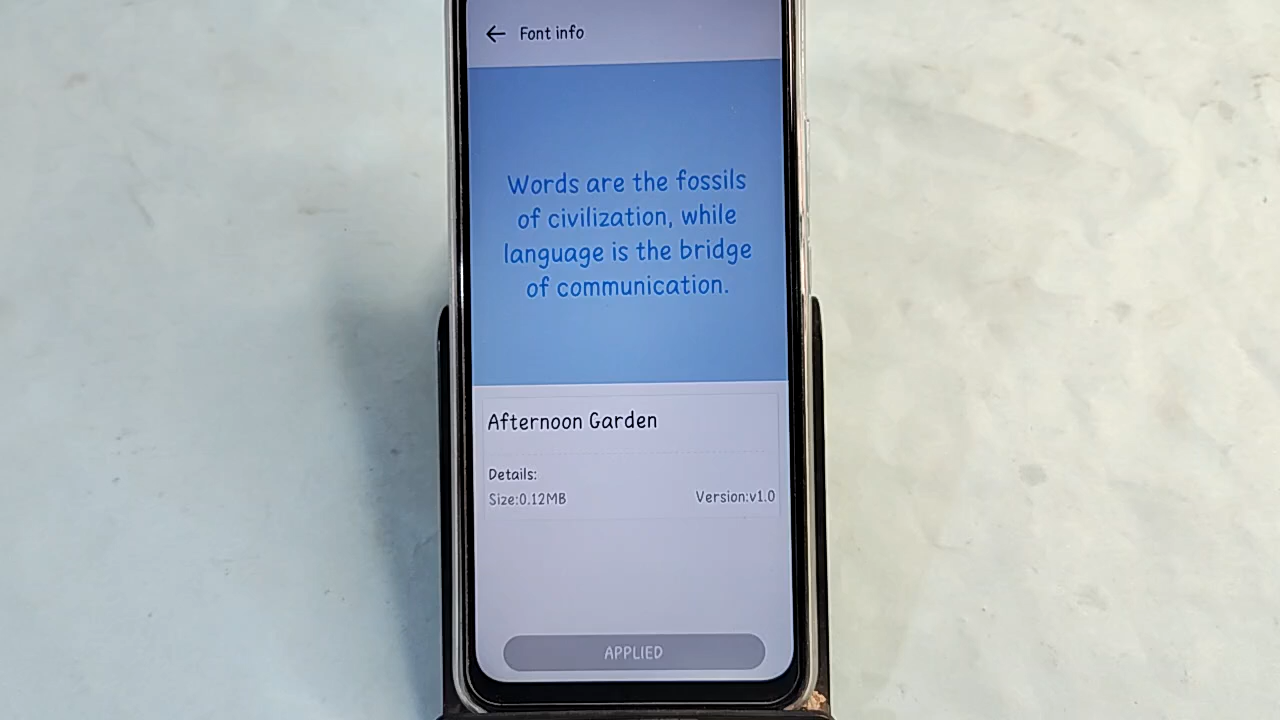 Font info
Words are the fossils
of civilization, while
language is the bridge
of communication.
Afternoon Garden
Details:
Size:0.12MB Version:v1.0
APPLIED